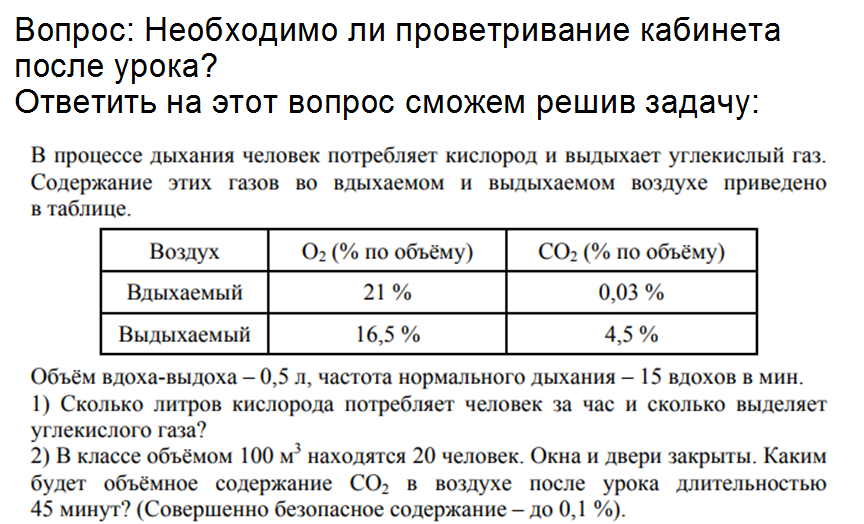 Вопрос: Необходимо ли проветривание кабинета
после урока?
Ответить на этот вопрос сможем решив задачу:
В процессе дыхания человек потребляет кислород и выдыхает углекислый газ.
Содержание этих газов во вдыхаемом и выдыхаемом воздухе приведено
в таблице.
Воздух O₂ (% по объёму) CO₂ (% по объёму)
Вдыхаемый 21 % 0,03 %
Выдыхаемый 16,5 % 4,5 %
Объём вдоха-выдоха – 0,5 л, частота нормального дыхания – 15 вдохов в мин.
1) Сколько литров кислорода потребляет человек за час и сколько выделяет
углекислого газа?
2) В классе объёмом 100 м³ находятся 20 человек. Окна и двери закрыты. Каким
будет объёмное содержание CO₂ в воздухе после урока длительностью
45 минут? (Совершенно безопасное содержание – до 0,1 %).